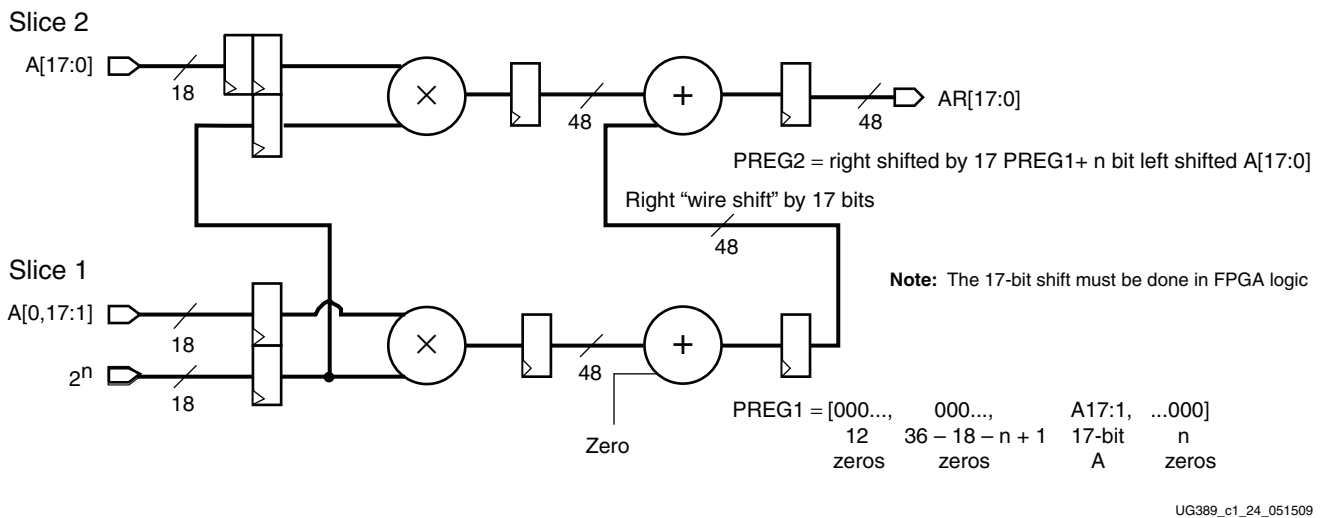 Slice 2
A[17:0]
18
×
48
+
48
AR[17:0]
PREG2 = right shifted by 17 PREG1+ n bit left shifted A[17:0]
Right “wire shift” by 17 bits
48
Slice 1
Note: The 17-bit shift must be done in FPGA logic
A[0,17:1]
18
×
48
+
2n
18
Zero
PREG1 = [000..., 000..., A17:1, ...000]
12 36 – 18 – n + 1 17-bit n
zeros zeros A zeros
UG389_c1_24_051509